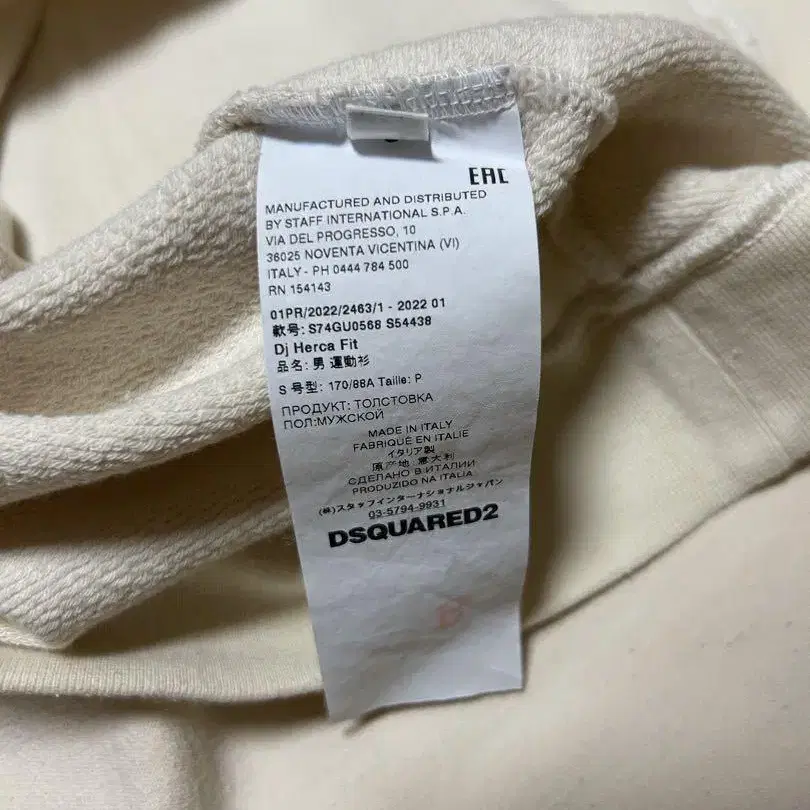 EAC
MANUFACTURED AND DISTRIBUTED
BY STAFF INTERNATIONAL S.P.A.
VIA DEL PROGRESSO, 10
36025 NOVENTA VICENTINA (VI)
ITALY - PH 0444 784 500
RN 154143
01PR/2022/2463/1 - 2022 01
款号: S74GU0568 S54438
Dj Herca Fit
品名: 男 運動衫
S 号型: 170/88A Taille: P
ПРОДУКТ: ТОЛСТОВКА
ПОЛ:МУЖСКОЙ
MADE IN ITALY
FABRIQUÉ EN ITALIE
イタリア製
原产地: 意大利
СДЕЛАНО В ИТАЛИИ
PRODUZIDO NA ITALIA
(株)スタッフインターナショナルジャパン
03-5794-9931
DSQUARED2